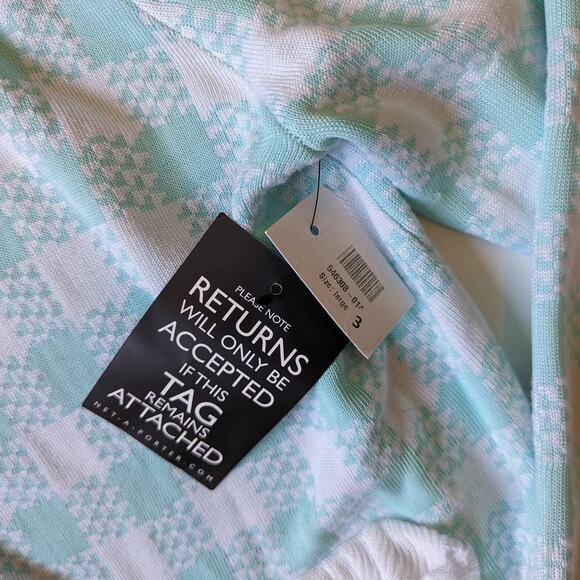 PLEASE NOTE
RETURNS
WILL ONLY BE
ACCEPTED
IF THIS
TAG
REMAINS
ATTACHED
NET-A-PORTER.COM
Size: large
3